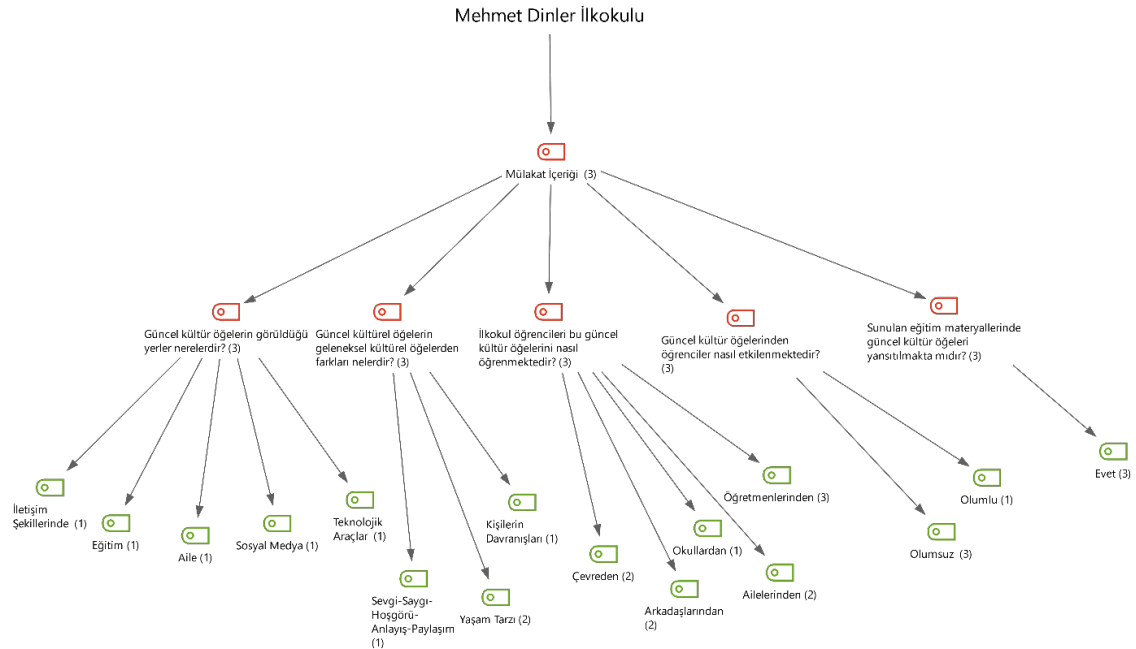 Mehmet Dinler İlkokulu
Mülakat İçeriği (3)
Güncel kültür öğelerin görüldüğü
yerler nerelerdir? (3)
Güncel kültürel öğelerin
geleneksel kültürel öğelerden
farkları nelerdir? (3)
İlkokul öğrencileri bu güncel
kültür öğelerini nasıl
öğrenmektedir? (3)
Güncel kültür öğelerinden
öğrenciler nasıl etkilenmektedir?
(3)
Sunulan eğitim materyallerinde
güncel kültür öğeleri
yansıtılmakta mıdır? (3)
İletişim
Şekillerinde (1)
Eğitim (1)
Aile (1)
Sosyal Medya (1)
Teknolojik
Araçlar (1)
Sevgi-Saygı-
Hoşgörü-
Anlayış-Paylaşım
(1)
Yaşam Tarzı (2)
Kişilerin
Davranışları (1)
Çevreden (2)
Arkadaşlarından
(2)
Okullardan (1)
Ailelerinden (2)
Öğretmenlerinden (3)
Olumsuz (3)
Olumlu (1)
Evet (3)